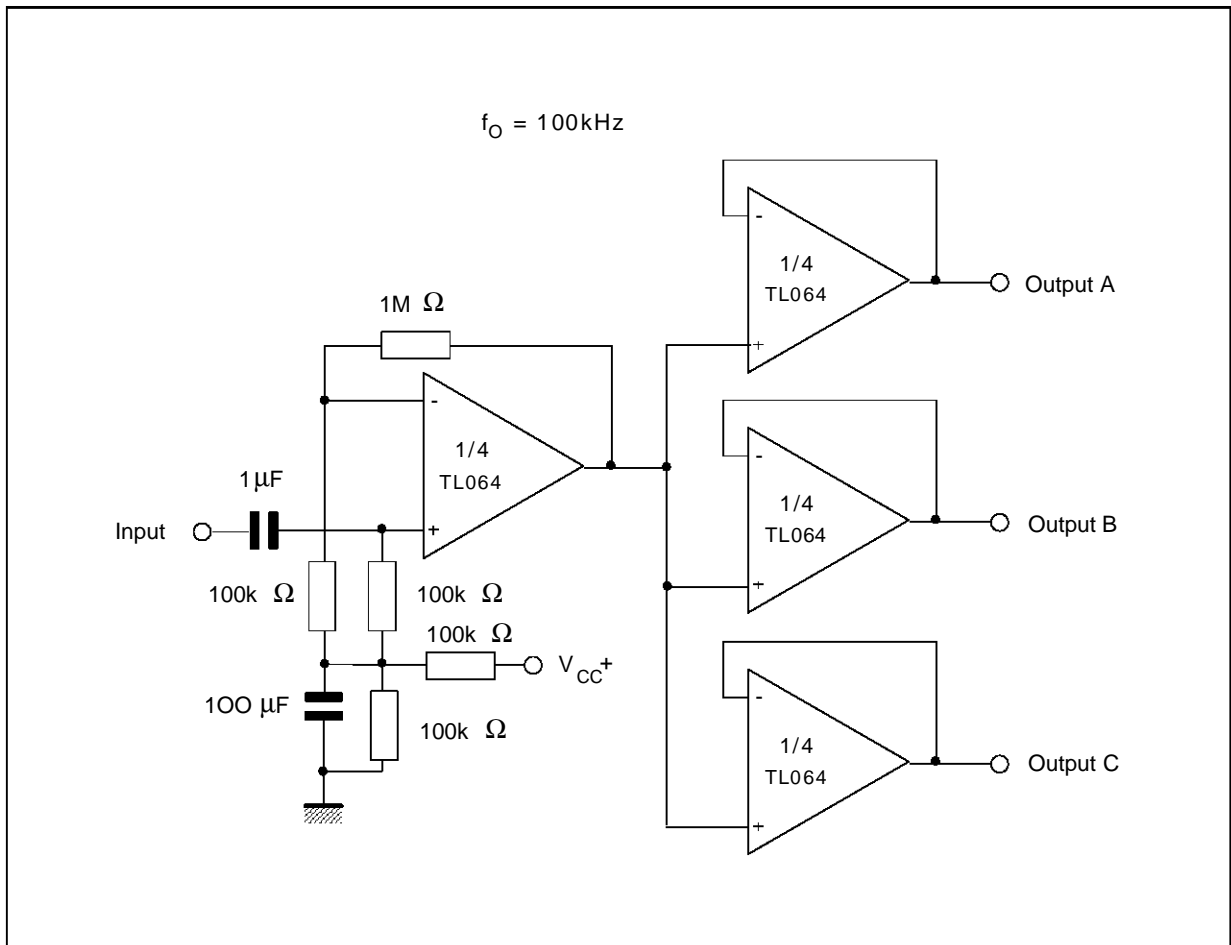 fO = 100kHz
-
1/4
TL064
+
Output A
1M Ω
-
1/4
TL064
+
1μF
Input
100k Ω
100k Ω
100k Ω
VCC+
1OO μF
100k Ω
-
1/4
TL064
+
Output B
-
1/4
TL064
+
Output C